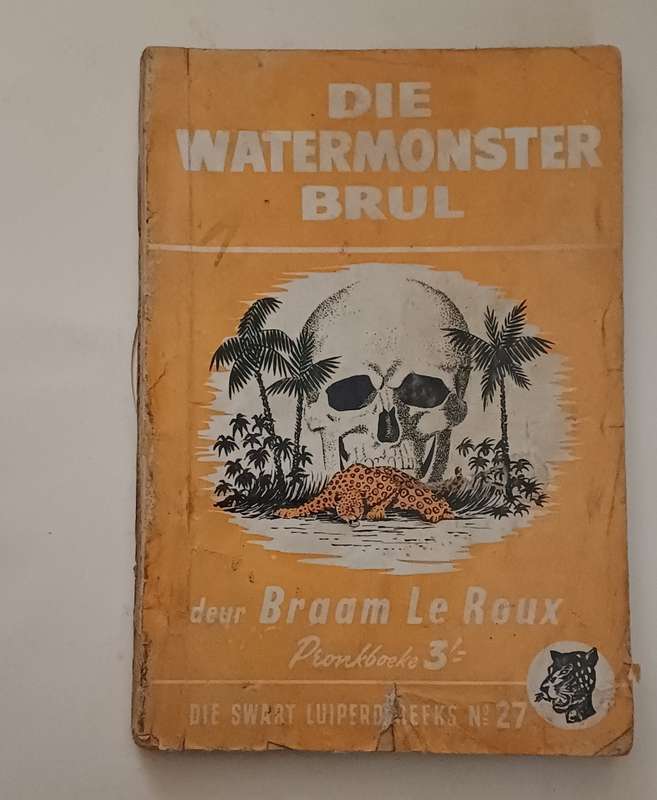 DIE
WATERMONSTER
BRUL
deur Braam Le Roux
Pronkboeke 3/-
DIE SWART LUIPERD REEKS No 27